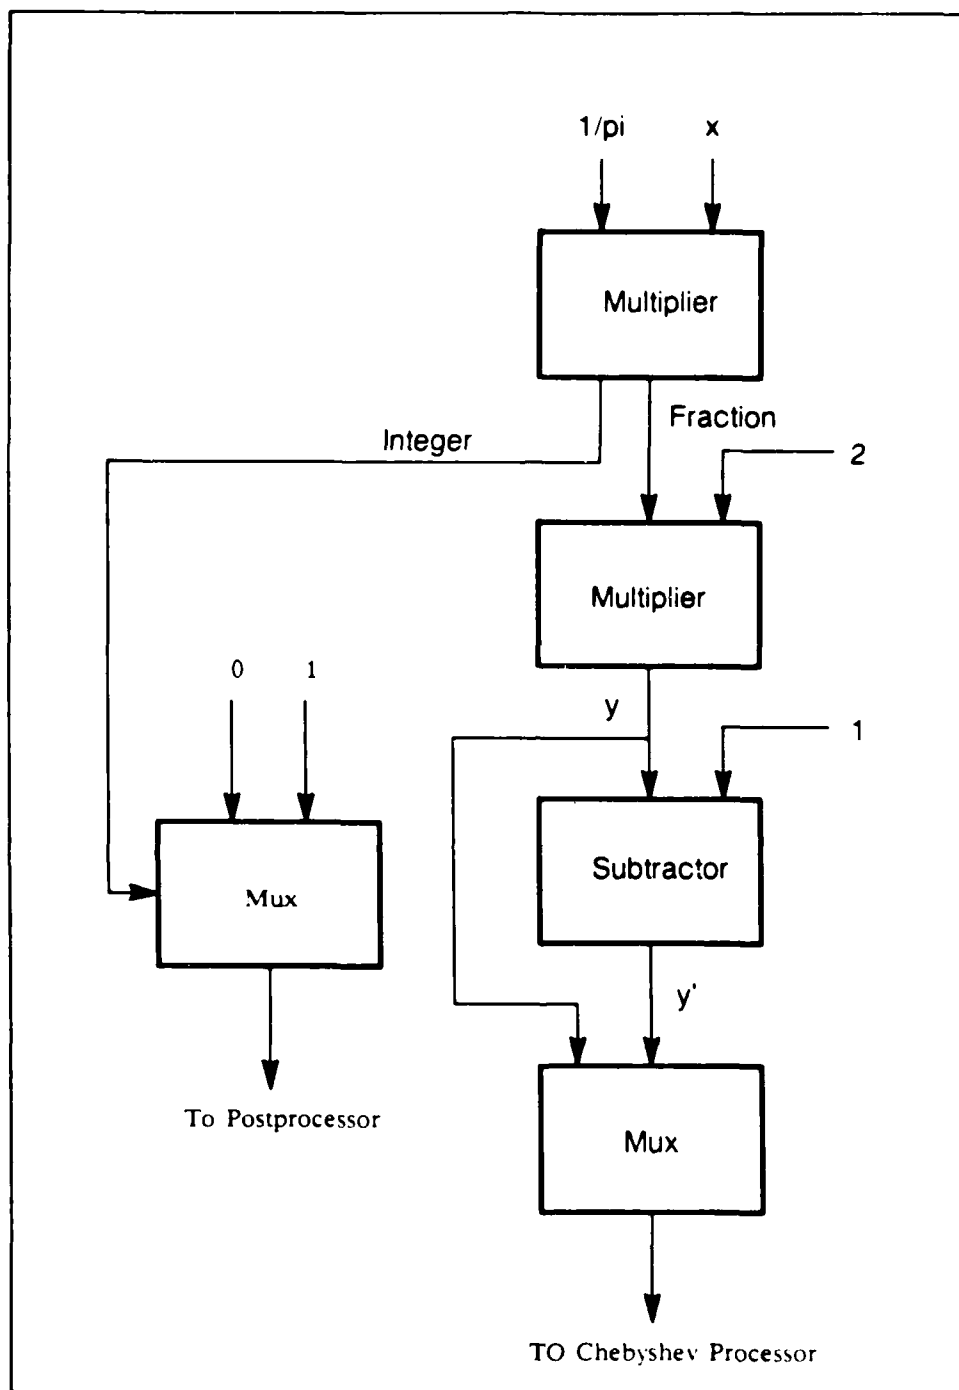 1/pi x
Multiplier
Fraction
Integer
2
Multiplier
0 1
y
1
Subtractor
Mux
y'
To Postprocessor
Mux
TO Chebyshev Processor